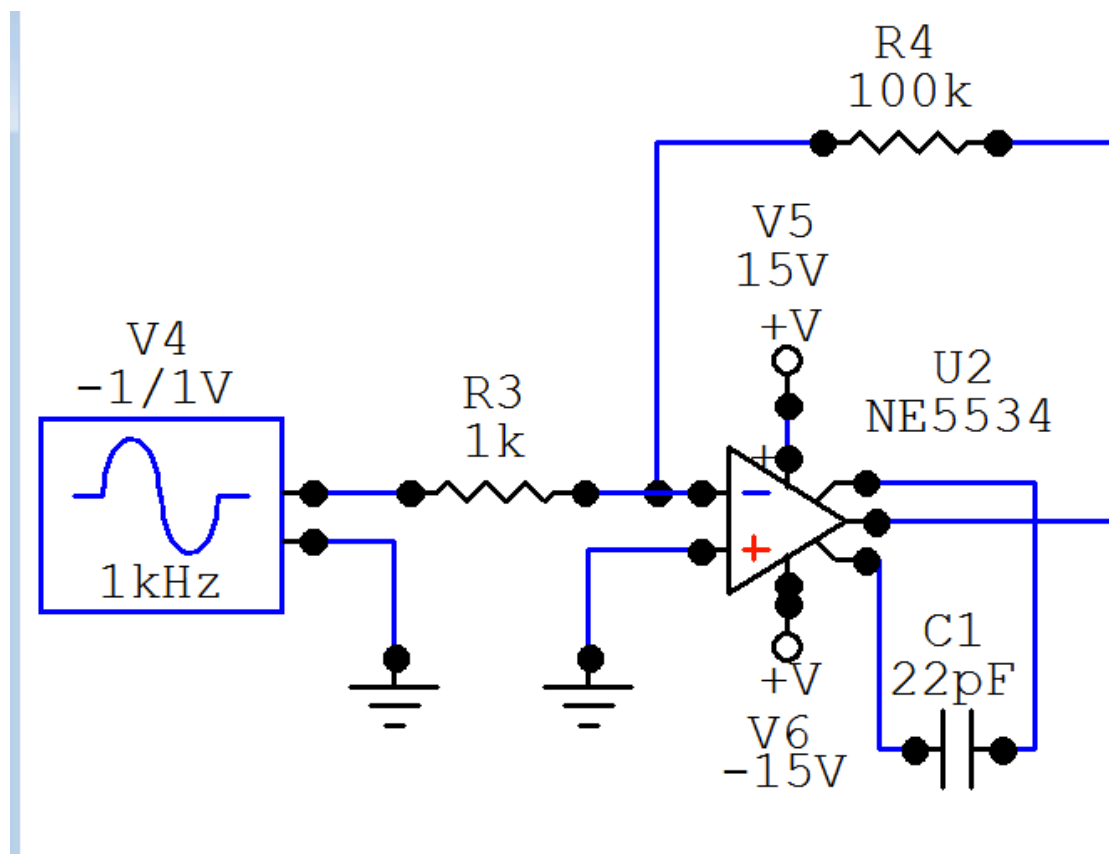 R4
100k
V5
15V
+V
V4
-1/1V
R3
1k
U2
NE5534
+
-
+
1kHz
+V
V6
-15V
C1
22pF